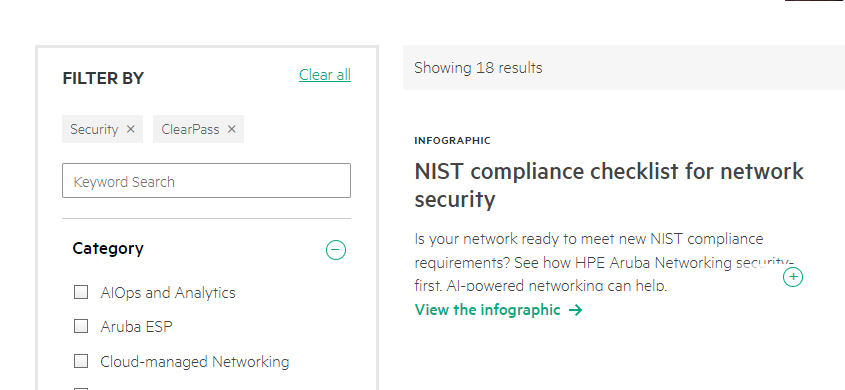 FILTER BY
Clear all
Security ×
ClearPass ×
Keyword Search
Category
AIOps and Analytics
Aruba ESP
Cloud-managed Networking
Showing 18 results
INFOGRAPHIC
NIST compliance checklist for network
security
Is your network ready to meet new NIST compliance
requirements? See how HPE Aruba Networking security-
first, AI-powered networking can help.
View the infographic →